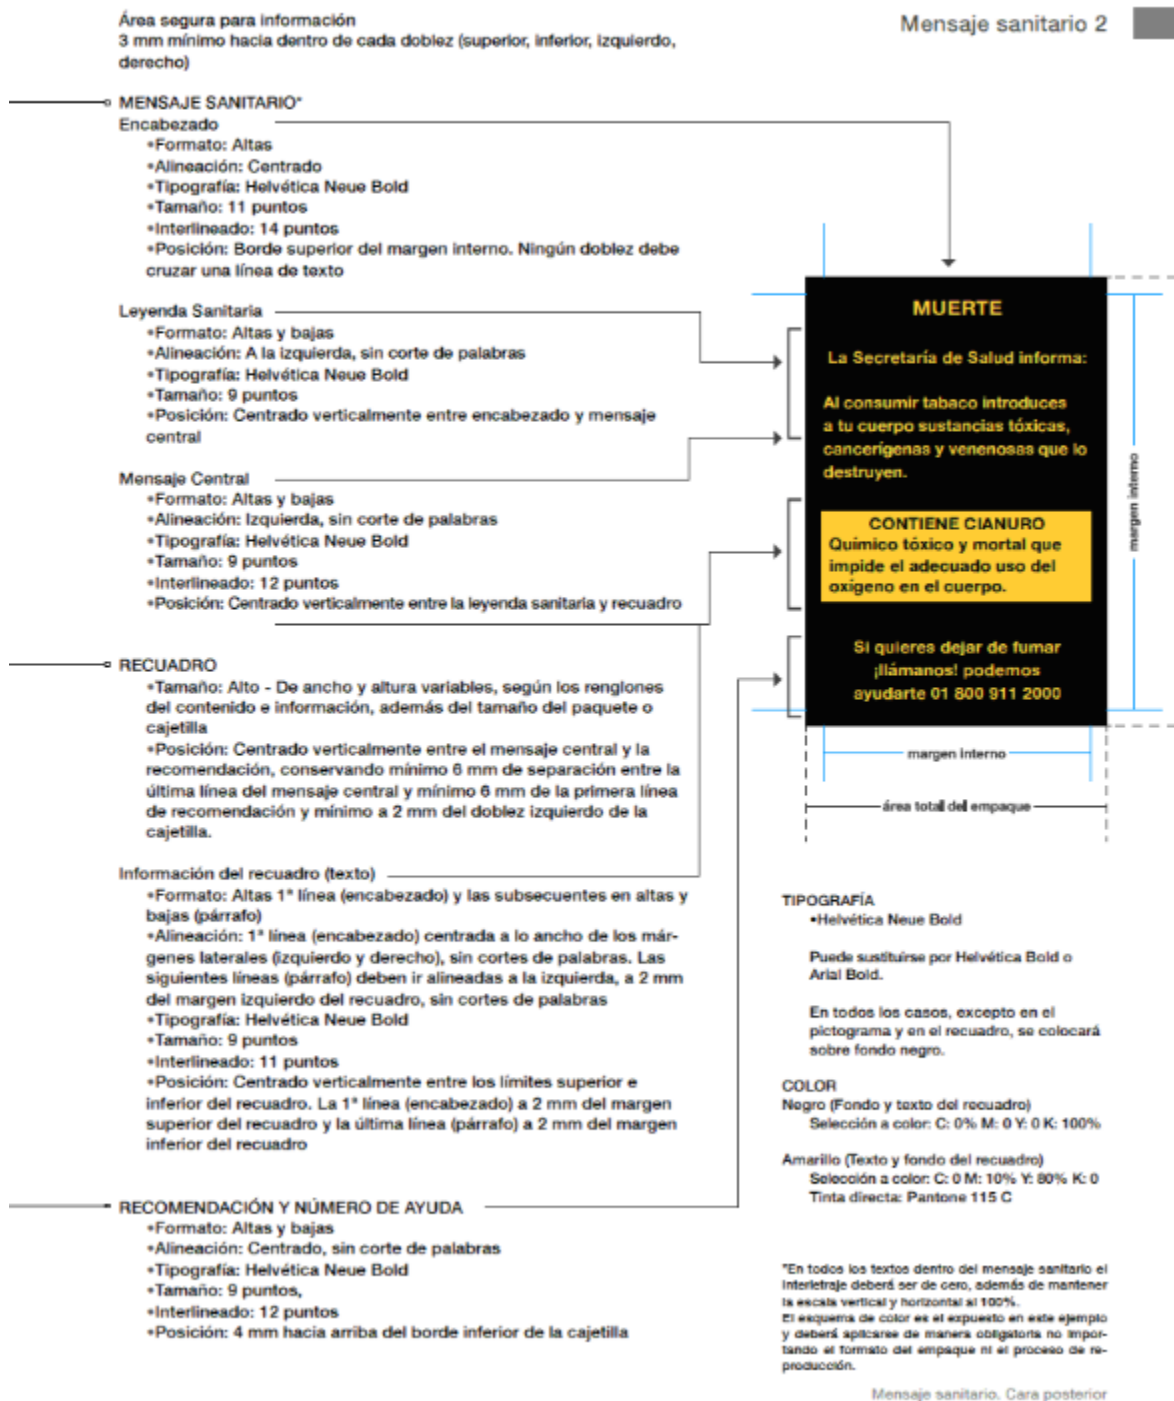 Área segura para información
3 mm mínimo hacia dentro de cada doblez (superior, inferior, izquierdo,
derecho)
Mensaje sanitario 2
MENSAJE SANITARIO*
Encabezado
•Formato: Altas
•Alineación: Centrado
•Tipografía: Helvética Neue Bold
•Tamaño: 11 puntos
•Interlineado: 14 puntos
•Posición: Borde superior del margen interno. Ningún doblez debe
cruzar una línea de texto
Leyenda Sanitaria
•Formato: Altas y bajas
•Alineación: A la izquierda, sin corte de palabras
•Tipografía: Helvética Neue Bold
•Tamaño: 9 puntos
•Posición: Centrado verticalmente entre encabezado y mensaje
central
Mensaje Central
•Formato: Altas y bajas
•Alineación: Izquierda, sin corte de palabras
•Tipografía: Helvética Neue Bold
•Tamaño: 9 puntos
•Interlineado: 12 puntos
•Posición: Centrado verticalmente entre la leyenda sanitaria y recuadro
RECUADRO
•Tamaño: Alto - De ancho y altura variables, según los renglones
del contenido e información, además del tamaño del paquete o
cajetilla
•Posición: Centrado verticalmente entre el mensaje central y la
recomendación, conservando mínimo 6 mm de separación entre la
última línea del mensaje central y mínimo 6 mm de la primera línea
de recomendación y mínimo a 2 mm del doblez izquierdo de la
cajetilla.
Información del recuadro (texto)
•Formato: Altas 1ª línea (encabezado) y las subsecuentes en altas y
bajas (párrafo)
•Alineación: 1ª línea (encabezado) centrada a lo ancho de los már-
genes laterales (izquierdo y derecho), sin cortes de palabras. Las
siguientes líneas (párrafo) deben ir alineadas a la izquierda, a 2 mm
del margen izquierdo del recuadro, sin cortes de palabras
•Tipografía: Helvética Neue Bold
•Tamaño: 9 puntos
•Interlineado: 11 puntos
•Posición: Centrado verticalmente entre los límites superior e
inferior del recuadro. La 1ª línea (encabezado) a 2 mm del margen
superior del recuadro y la última línea (párrafo) a 2 mm del margen
inferior del recuadro
RECOMENDACIÓN Y NÚMERO DE AYUDA
•Formato: Altas y bajas
•Alineación: Centrado, sin corte de palabras
•Tipografía: Helvética Neue Bold
•Tamaño: 9 puntos,
•Interlineado: 12 puntos
•Posición: 4 mm hacia arriba del borde inferior de la cajetilla
MUERTE
La Secretaría de Salud informa:
Al consumir tabaco introduces
a tu cuerpo sustancias tóxicas,
cancerígenas y venenosas que lo
destruyen.
CONTIENE CIANURO
Químico tóxico y mortal que
impide el adecuado uso del
oxígeno en el cuerpo.
Si quieres dejar de fumar
¡llámanos! podemos
ayudarte 01 800 911 2000
margen interno
margen interno
área total del empaque
TIPOGRAFÍA
•Helvética Neue Bold
Puede sustituirse por Helvética Bold o
Arial Bold.
En todos los casos, excepto en el
pictograma y en el recuadro, se colocará
sobre fondo negro.
COLOR
Negro (Fondo y texto del recuadro)
Selección a color: C: 0% M: 0 Y: 0 K: 100%
Amarillo (Texto y fondo del recuadro)
Selección a color: C: 0 M: 10% Y: 80% K: 0
Tinta directa: Pantone 115 C
*En todos los textos dentro del mensaje sanitario el
interletraje deberá ser de cero, además de mantener
la escala vertical y horizontal al 100%.
El esquema de color es el expuesto en este ejemplo
y deberá aplicarse de manera obligatoria no impor-
tando el formato del empaque ni el proceso de re-
producción.
Mensaje sanitario. Cara posterior